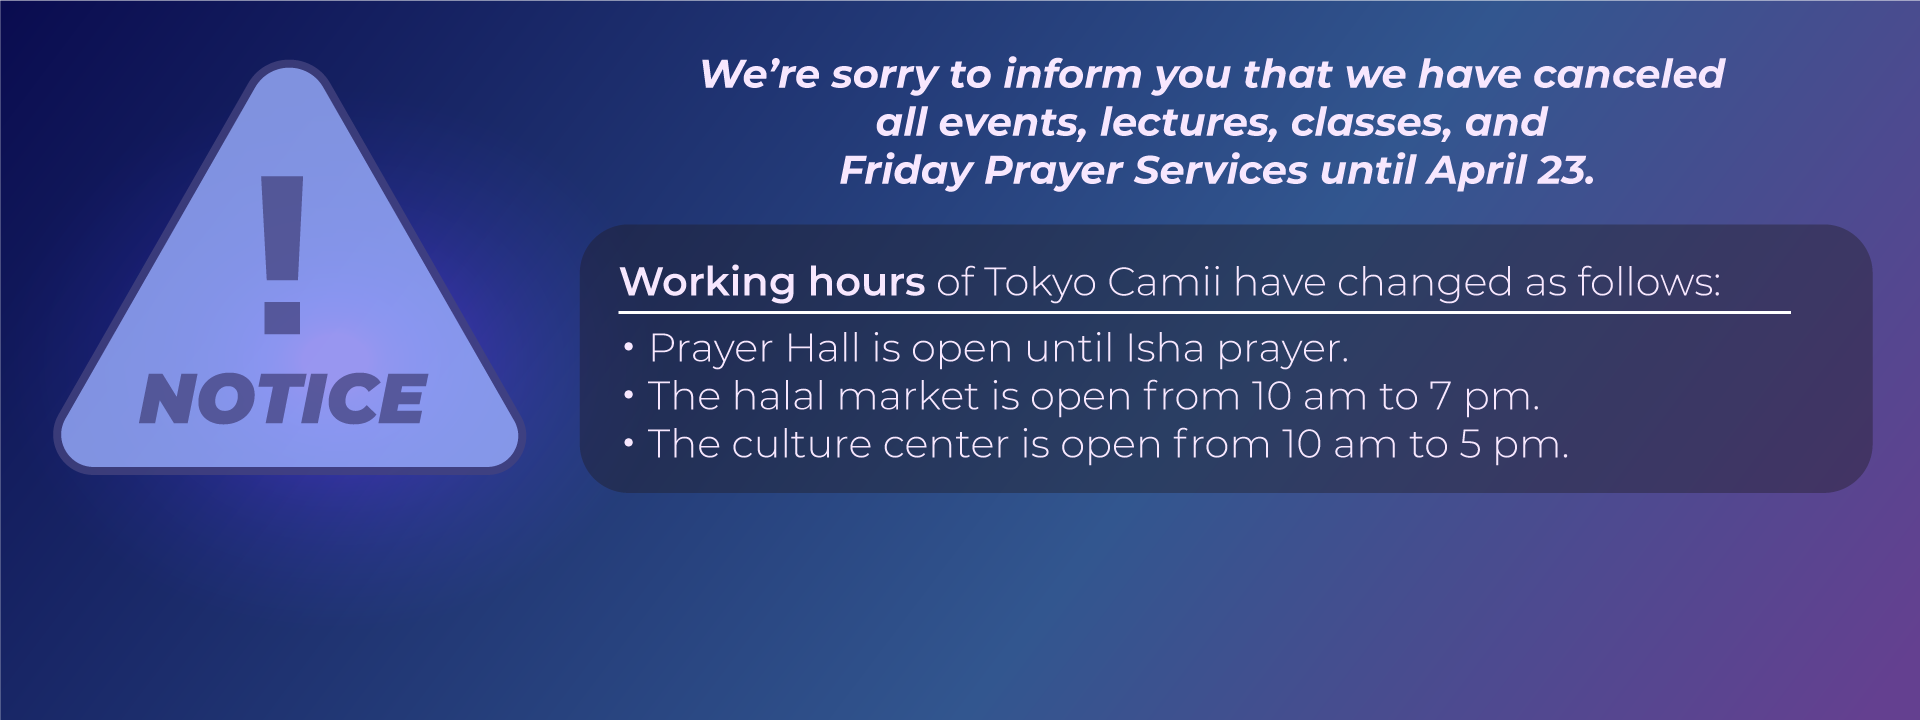 We’re sorry to inform you that we have canceled
all events, lectures, classes, and
Friday Prayer Services until April 23.
!
NOTICE
Working hours of Tokyo Camii have changed as follows:
• Prayer Hall is open until Isha prayer.
• The halal market is open from 10 am to 7 pm.
• The culture center is open from 10 am to 5 pm.